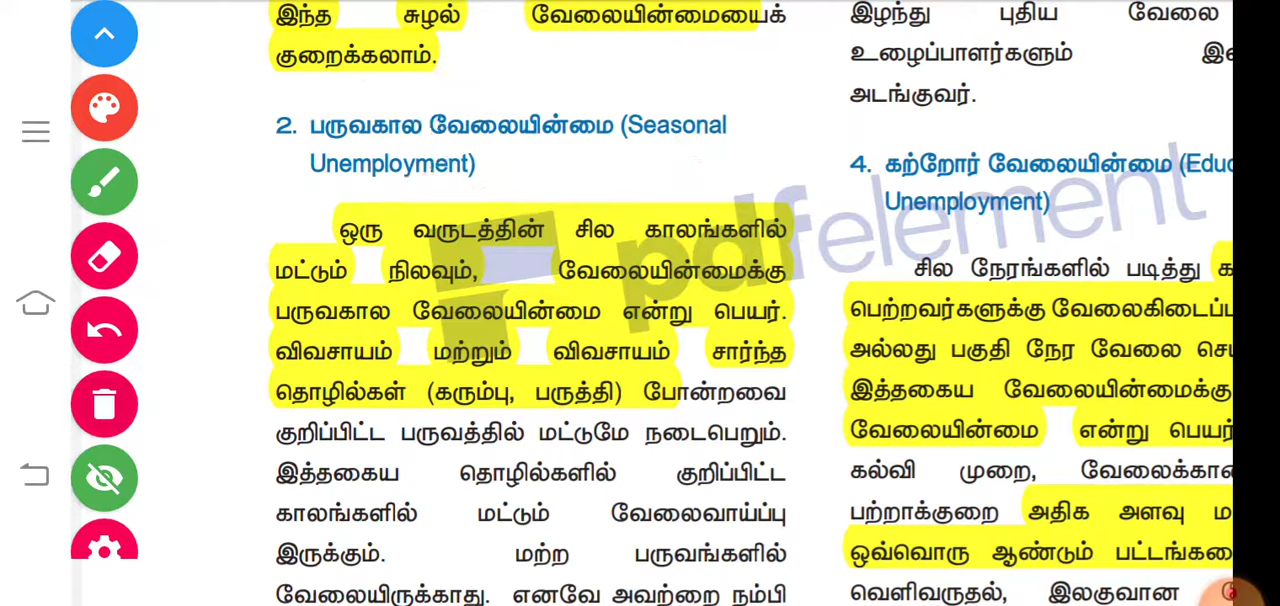 இந்த சுழல் வேலையின்மையைக்
குறைக்கலாம்.
2. பருவகால வேலையின்மை (Seasonal
Unemployment)
ஒரு வருடத்தின் சில காலங்களில்
மட்டும் நிலவும், வேலையின்மைக்கு
பருவகால வேலையின்மை என்று பெயர்.
விவசாயம் மற்றும் விவசாயம் சார்ந்த
தொழில்கள் (கரும்பு, பருத்தி) போன்றவை
குறிப்பிட்ட பருவத்தில் மட்டுமே நடைபெறும்.
இத்தகைய தொழில்களில் குறிப்பிட்ட
காலங்களில் மட்டும் வேலைவாய்ப்பு
இருக்கும். மற்ற பருவங்களில்
வேலையிருக்காது. எனவே அவற்றை நம்பி
இழந்து புதிய வேலை
உழைப்பாளர்களும்
அடங்குவர்.
4. கற்றோர் வேலையின்மை (Educ
Unemployment)
சில நேரங்களில் படித்து
பெற்றவர்களுக்கு வேலைகிடைப்ப
அல்லது பகுதி நேர வேலை செ
இத்தகைய வேலையின்மைக்கு
வேலையின்மை என்று பெயர்
கல்வி முறை,
பற்றாக்குறை அதிக அளவு ம
ஒவ்வொரு ஆண்டும்
வெளிவருதல், இலகுவான
pdfelement